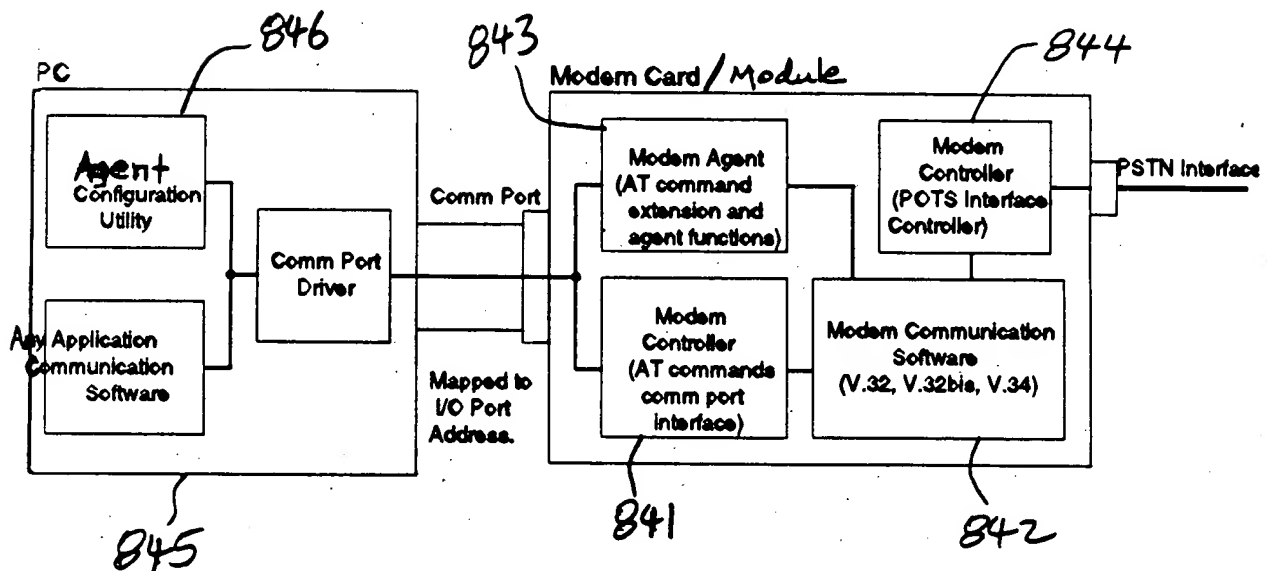 846
843
844
PC
Modem Card / Module
Agent
Configuration
Utility
Comm Port
Driver
Any Application
Communication
Software
Comm Port
Mapped to
I/O Port
Address.
Modem Agent
(AT command
extension and
agent functions)
Modem
Controller
(AT commands
comm port
interface)
Modem
Controller
(POTS Interface
Controller)
Modem Communication
Software
(V.32, V.32bis, V.34)
PSTN Interface
845
841
842